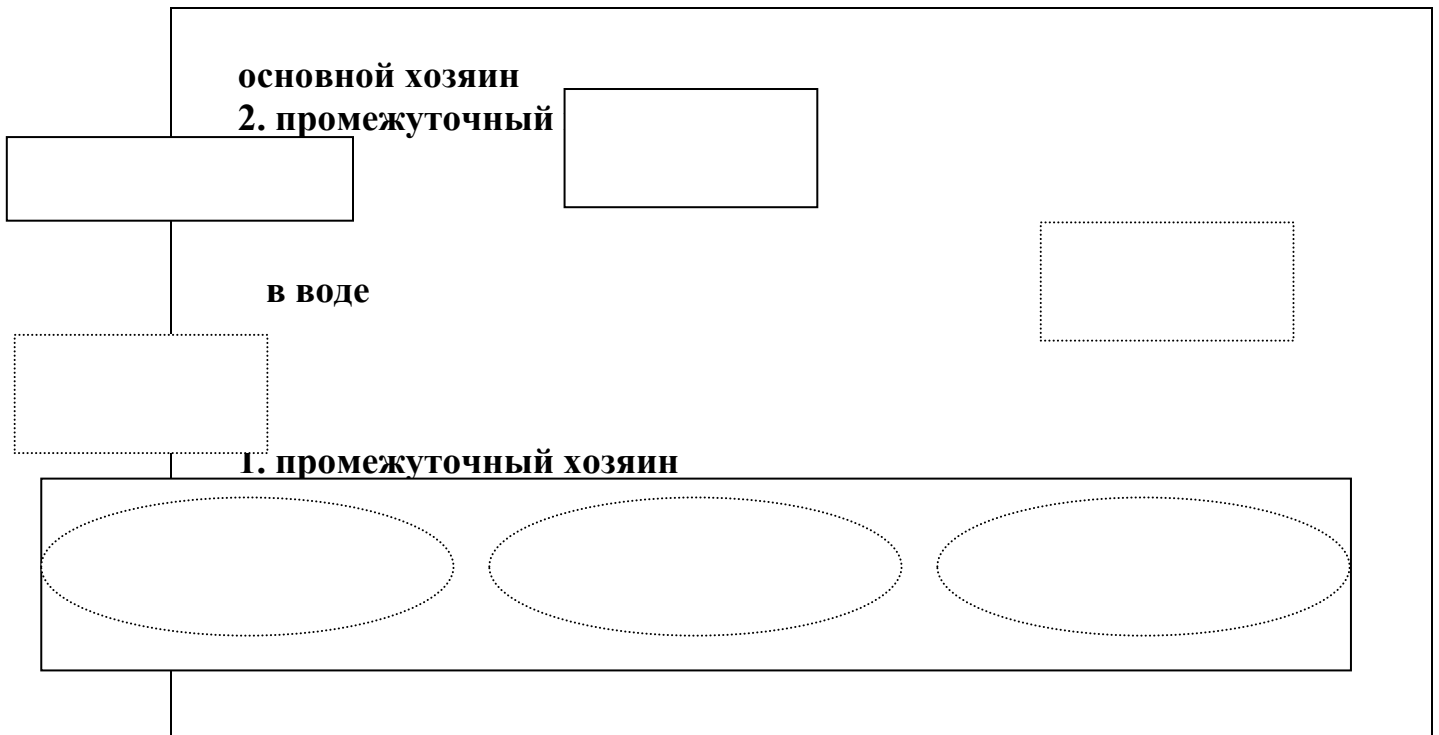 основной хозяин
2. промежуточный
в воде
1. промежуточный хозяин